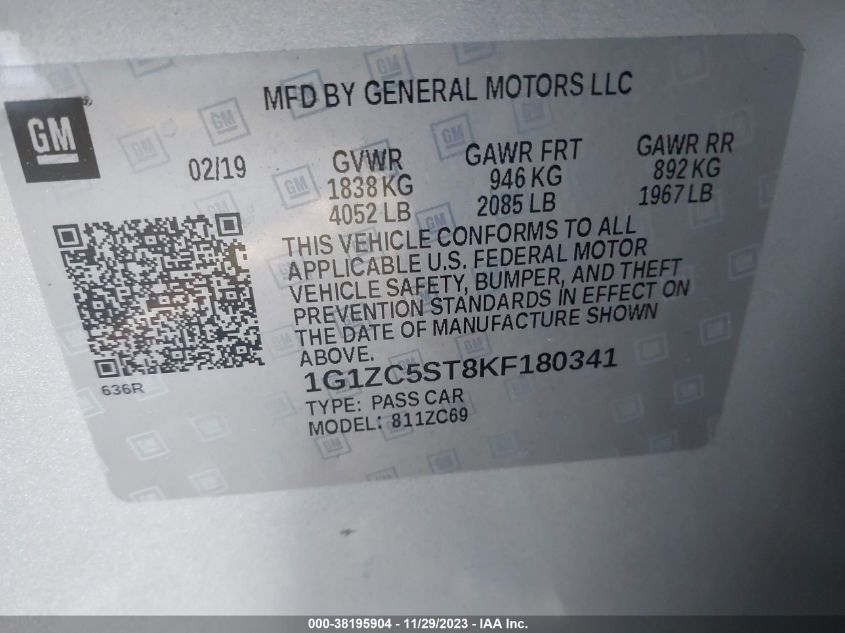 MFD BY GENERAL MOTORS LLC
GM
02/19
GVWR
1838 KG
4052 LB
GAWR FRT
946 KG
2085 LB
GAWR RR
892 KG
1967 LB
THIS VEHICLE CONFORMS TO ALL
APPLICABLE U.S. FEDERAL MOTOR
VEHICLE SAFETY, BUMPER, AND THEFT
PREVENTION STANDARDS IN EFFECT ON
THE DATE OF MANUFACTURE SHOWN
ABOVE.
636R
1G1ZC5ST8KF180341
TYPE: PASS CAR
MODEL: 811ZC69
000-38195904 - 11/29/2023 - IAA Inc.